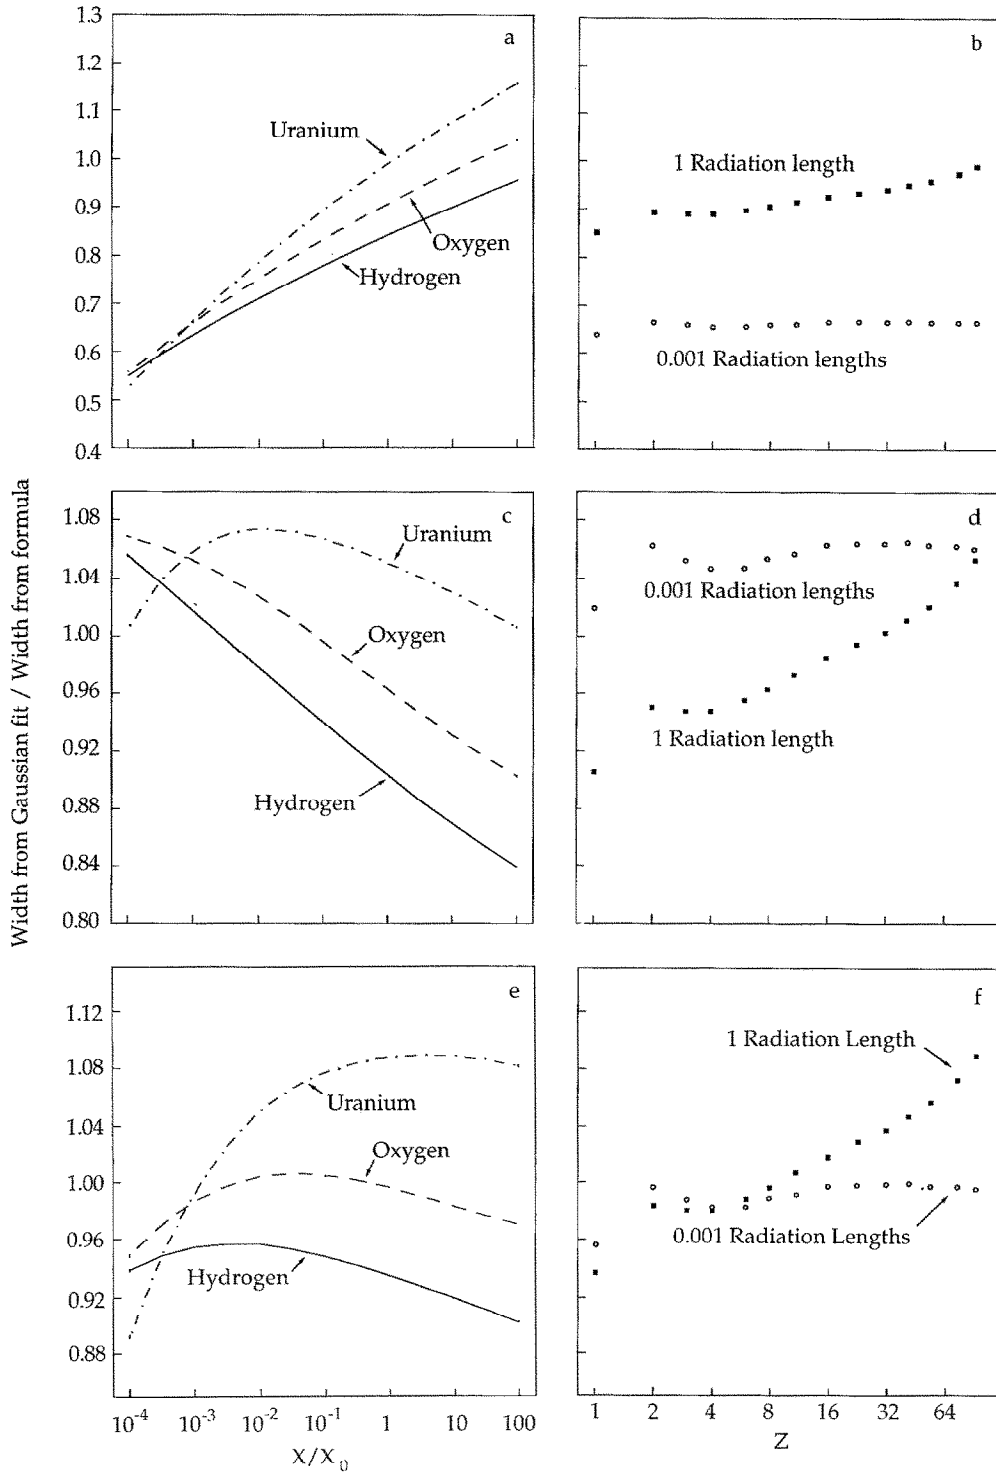 a
1.3
1.2
1.1
1.0
0.9
0.8
0.7
0.6
0.5
0.4
Uranium
Oxygen
Hydrogen
b
1 Radiation length
0.001 Radiation lengths
Width from Gaussian fit / Width from formula
c
1.08
1.04
1.00
0.96
0.92
0.88
0.84
0.80
Uranium
Oxygen
Hydrogen
d
0.001 Radiation lengths
1 Radiation length
e
1.12
1.08
1.04
1.00
0.96
0.92
0.88
Uranium
Oxygen
Hydrogen
10⁻⁴ 10⁻³ 10⁻² 10⁻¹ 1 10 100
X/X₀
f
1 Radiation Length
0.001 Radiation Lengths
1 2 4 8 16 32 64
Z